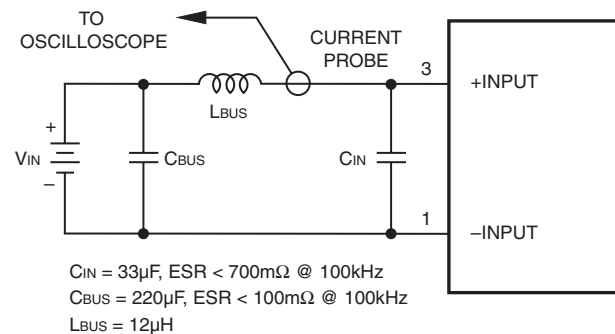 TO
OSCILLOSCOPE
CURRENT
PROBE
3
+INPUT
LBUS
+
VIN
–
CBUS
CIN
1
–INPUT
CIN = 33µF, ESR < 700mΩ @ 100kHz
CBUS = 220µF, ESR < 100mΩ @ 100kHz
LBUS = 12µH